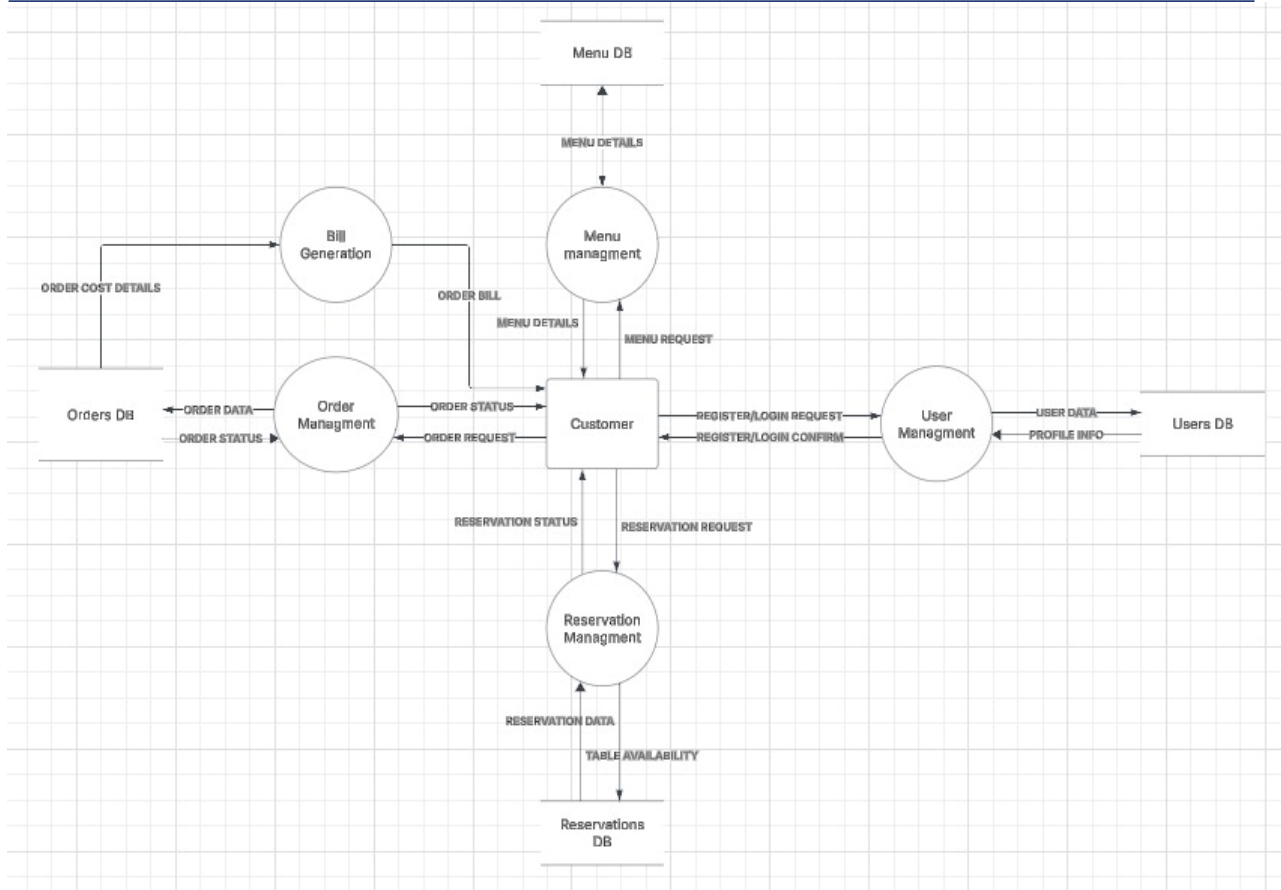 Menu DB
MENU DETAILS
Bill
Generation
Menu
managment
ORDER COST DETAILS
ORDER BILL
MENU DETAILS
MENU REQUEST
Orders DB
ORDER DATA
ORDER STATUS
Order
Managment
ORDER STATUS
ORDER REQUEST
Customer
REGISTER/LOGIN REQUEST
REGISTER/LOGIN CONFIRM
User
Managment
USER DATA
PROFILE INFO
Users DB
RESERVATION STATUS
RESERVATION REQUEST
Reservation
Managment
RESERVATION DATA
TABLE AVAILABILITY
Reservations
DB